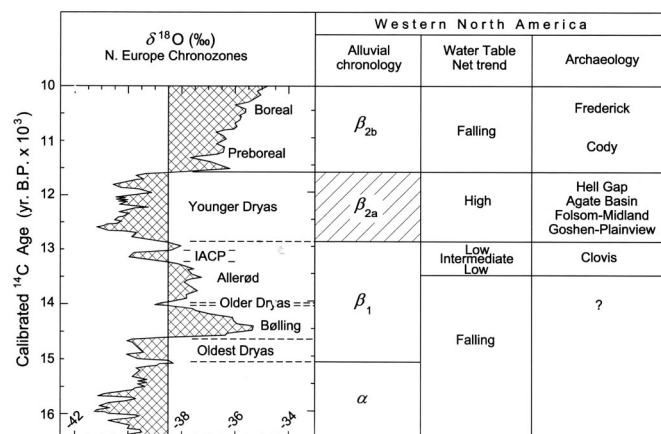 δ¹⁸O (‰)
N. Europe Chronozones
Western North America
Alluvial
chronology
Water Table
Net trend
Archaeology
Calibrated ¹⁴C Age (yr. B.P. x 10³)
10
11
12
13
14
15
16
Boreal
Preboreal
Younger Dryas
IACP
Allerød
Older Dryas
Bølling
Oldest Dryas
-42
-38
-36
-34
β₂b
β₂a
β₁
α
Falling
High
Low
Intermediate
Low
Falling
Frederick
Cody
Hell Gap
Agate Basin
Folsom-Midland
Goshen-Plainview
Clovis
?